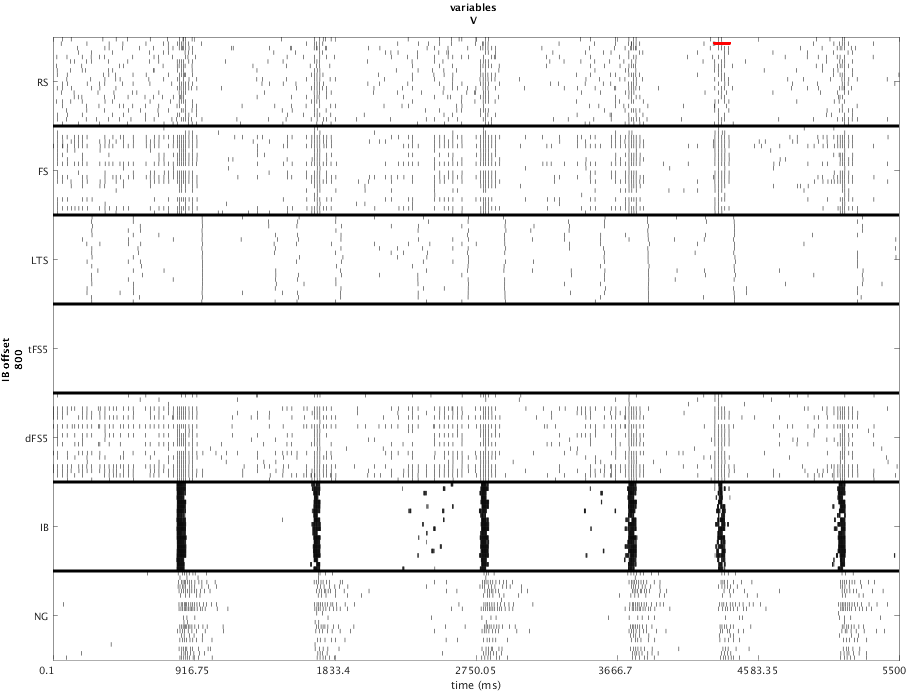 variables
V
RS
FS
LTS
tFS5
dFS5
IB
NG
IB offset
800
0.1 916.75 1833.4 2750.05 3666.7 4583.35 5500
time (ms)